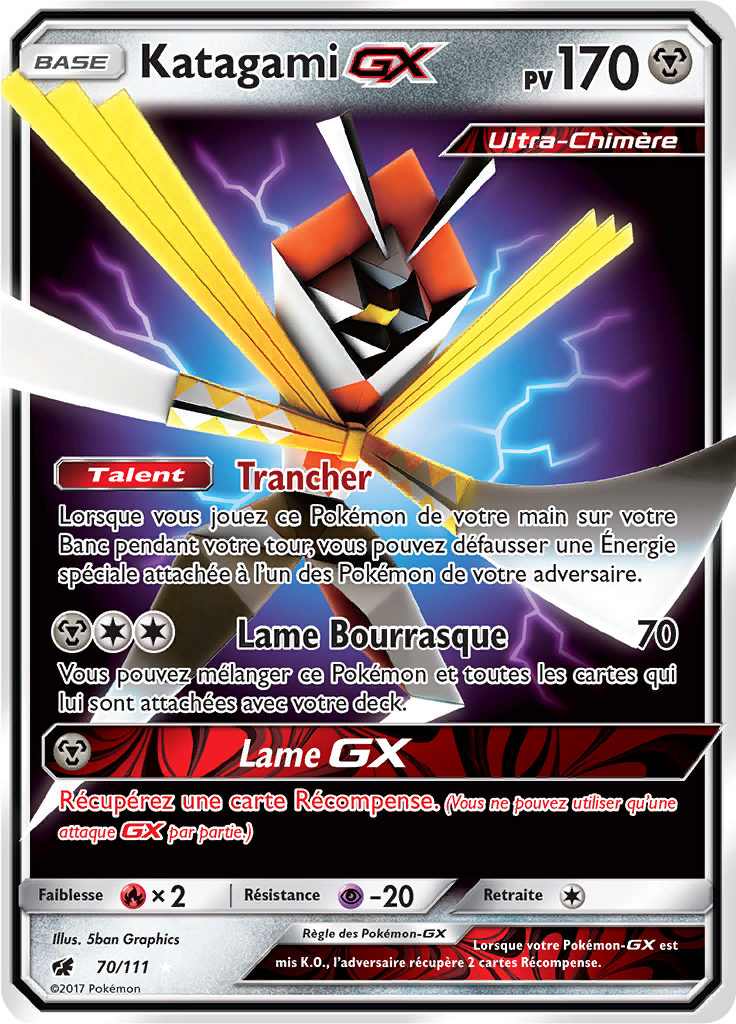 BASE Katagami GX PV 170
Ultra-Chimère
Talent Trancher
Lorsque vous jouez ce Pokémon de votre main sur votre
Banc pendant votre tour, vous pouvez défausser une Énergie
spéciale attachée à l'un des Pokémon de votre adversaire.
Lame Bourrasque 70
Vous pouvez mélanger ce Pokémon et toutes les cartes qui
lui sont attachées avec votre deck.
Lame GX
Récupérez une carte Récompense. (Vous ne pouvez utiliser qu'une
attaque GX par partie.)
Faiblesse ×2 Résistance -20 Retraite
Illus. 5ban Graphics
70/111
©2017 Pokémon
Règle des Pokémon-GX
Lorsque votre Pokémon-GX est
mis K.O., l'adversaire récupère 2 cartes Récompense.